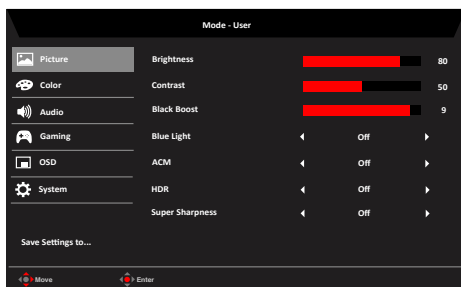 Mode - User
Picture
Brightness 80
Color
Contrast 50
Audio
Black Boost 9
Gaming
Blue Light Off
OSD
ACM Off
System
HDR Off
Super Sharpness Off
Save Settings to...
Move Enter